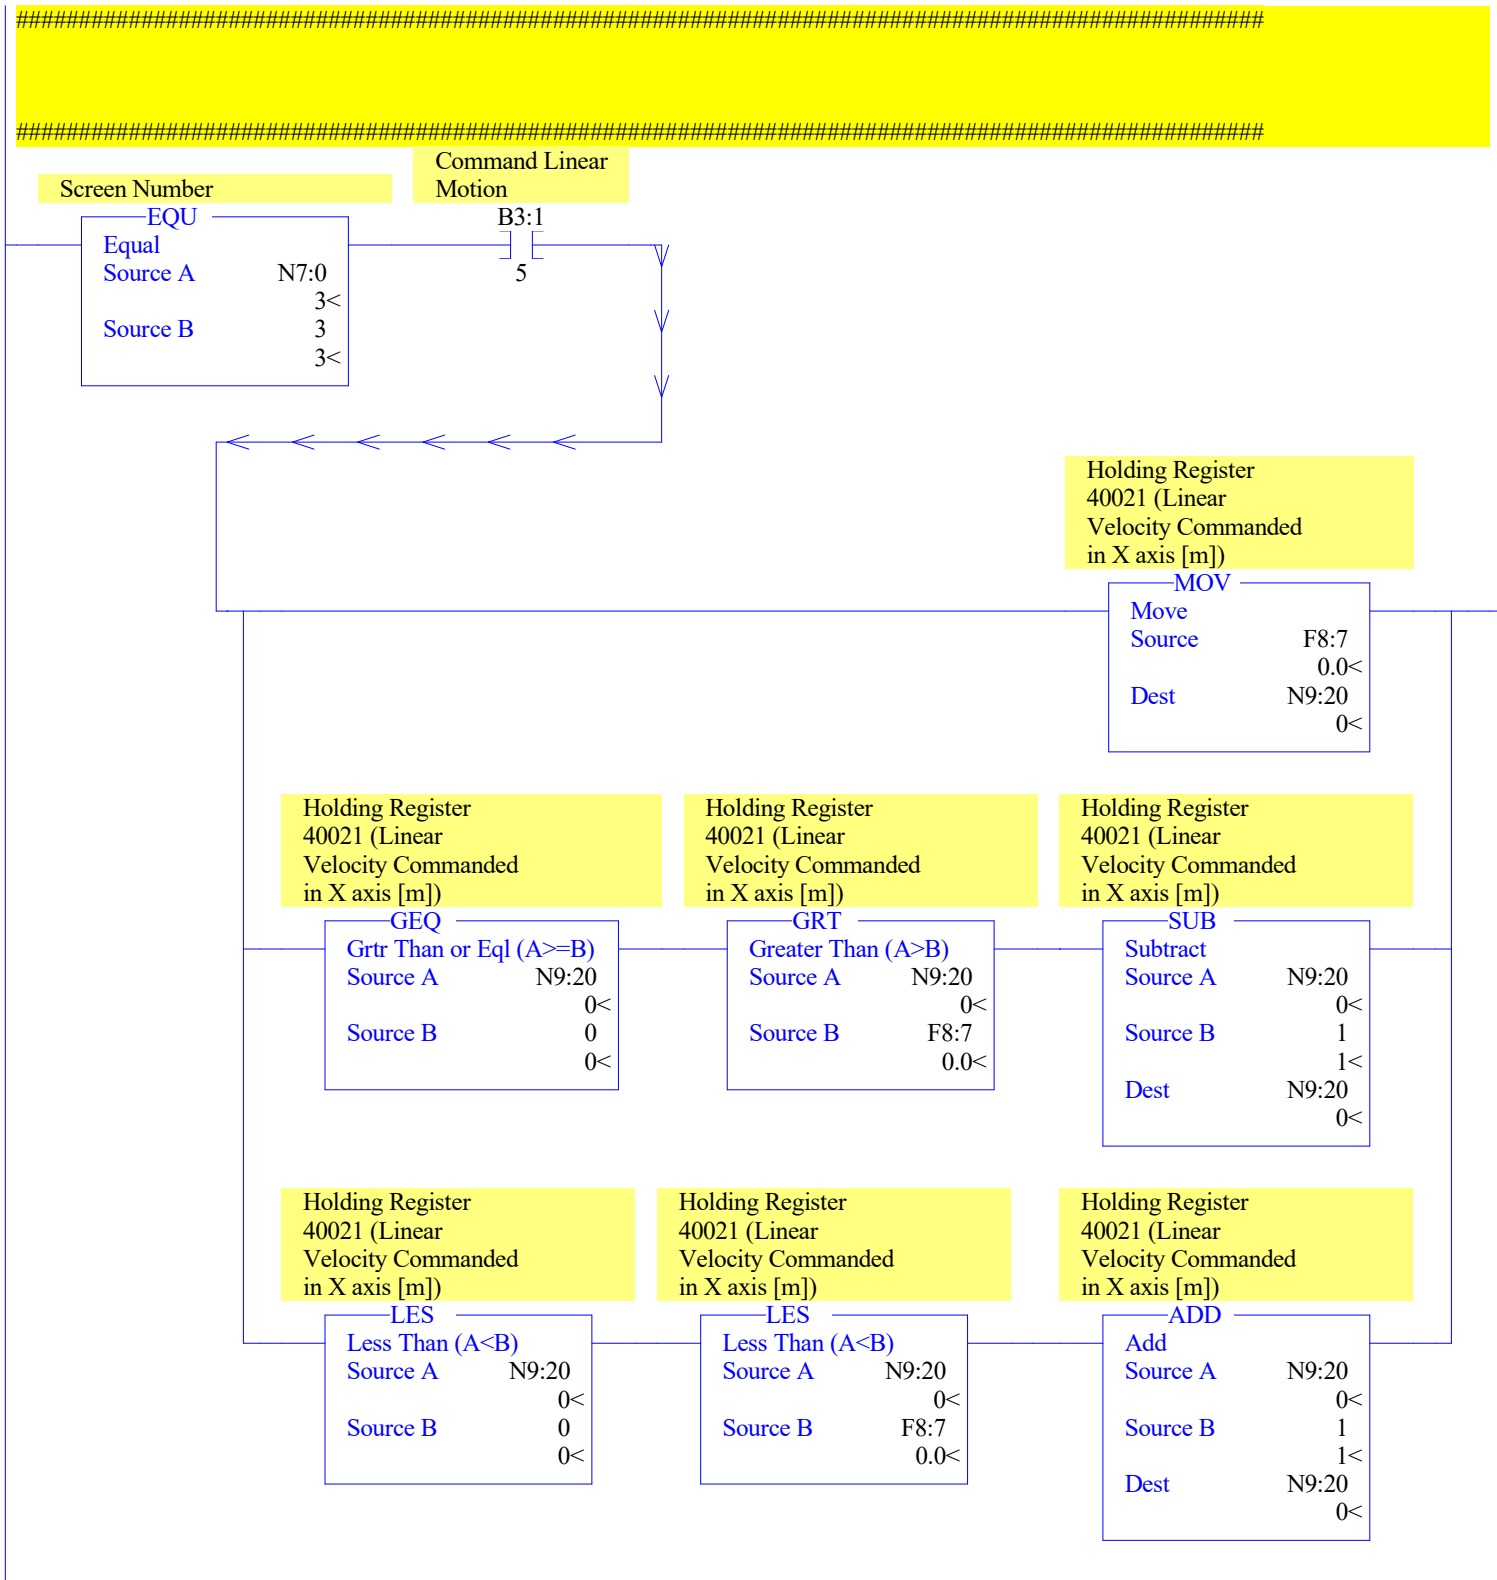 ####################################################################################################
####################################################################################################
Command Linear
Motion
Screen Number
EQU
Equal
Source A N7:0
3<
Source B 3
3<
B3:1
5
Holding Register
40021 (Linear
Velocity Commanded
in X axis [m])
MOV
Move
Source F8:7
0.0<
Dest N9:20
0<
Holding Register
40021 (Linear
Velocity Commanded
in X axis [m])
GEQ
Grtr Than or Eql (A>=B)
Source A N9:20
0<
Source B 0
0<
Holding Register
40021 (Linear
Velocity Commanded
in X axis [m])
GRT
Greater Than (A>B)
Source A N9:20
0<
Source B F8:7
0.0<
Holding Register
40021 (Linear
Velocity Commanded
in X axis [m])
SUB
Subtract
Source A N9:20
0<
Source B 1
1<
Dest N9:20
0<
Holding Register
40021 (Linear
Velocity Commanded
in X axis [m])
LES
Less Than (A<B)
Source A N9:20
0<
Source B 0
0<
Holding Register
40021 (Linear
Velocity Commanded
in X axis [m])
LES
Less Than (A<B)
Source A N9:20
0<
Source B F8:7
0.0<
Holding Register
40021 (Linear
Velocity Commanded
in X axis [m])
ADD
Add
Source A N9:20
0<
Source B 1
1<
Dest N9:20
0<